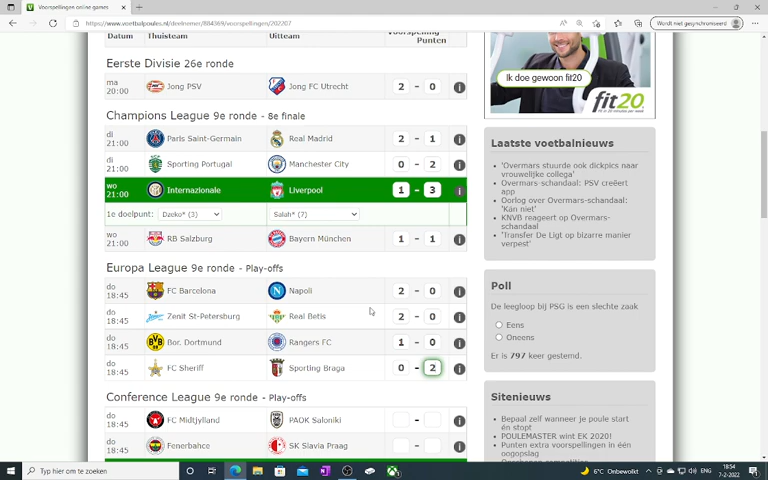 Voorspellingen online games
https://www.voetbalpoules.nl/deelnemer/884369/voorspellingen/202207
Wordt niet gesynchroniseerd
Datum Thuisteam Uitteam Voorspelling Punten
Eerste Divisie 26e ronde
ma 20:00 Jong PSV Jong FC Utrecht 2 - 0
Champions League 9e ronde - 8e finale
di 21:00 Paris Saint-Germain Real Madrid 2 - 1
di 21:00 Sporting Portugal Manchester City 0 - 2
wo 21:00 Internazionale Liverpool 1 - 3
1e doelpunt: Dzeko* (3) Salah* (7)
wo 21:00 RB Salzburg Bayern München 1 - 1
Europa League 9e ronde - Play-offs
do 18:45 FC Barcelona Napoli 2 - 0
do 18:45 Zenit St-Petersburg Real Betis 2 - 0
do 18:45 Bor. Dortmund Rangers FC 1 - 0
do 18:45 FC Sheriff Sporting Braga 0 - 2
Conference League 9e ronde - Play-offs
do 18:45 FC Midtjylland PAOK Saloniki -
do 18:45 Fenerbahce SK Slavia Praag -
Ik doe gewoon fit20
fit20
Laatste voetbalnieuws
'Overmars stuurde ook dickpics naar
vrouwelijke collega'
Overmars-schandaal: PSV creëert
app
Oorlog over Overmars-schandaal:
'Kán niet'
KNVB reageert op Overmars-
schandaal
'Transfer De Ligt op bizarre manier
verpest'
Poll
De leegloop bij PSG is een slechte zaak
Eens
Oneens
Er is 797 keer gestemd.
Sitenieuws
Bepaal zelf wanneer je poule start
én stopt
POULEMASTER wint EK 2020!
Punten extra voorspellingen in één
oogopslag
Typ hier om te zoeken
6°C Onbewolkt
ENG
18:54
7-2-2022